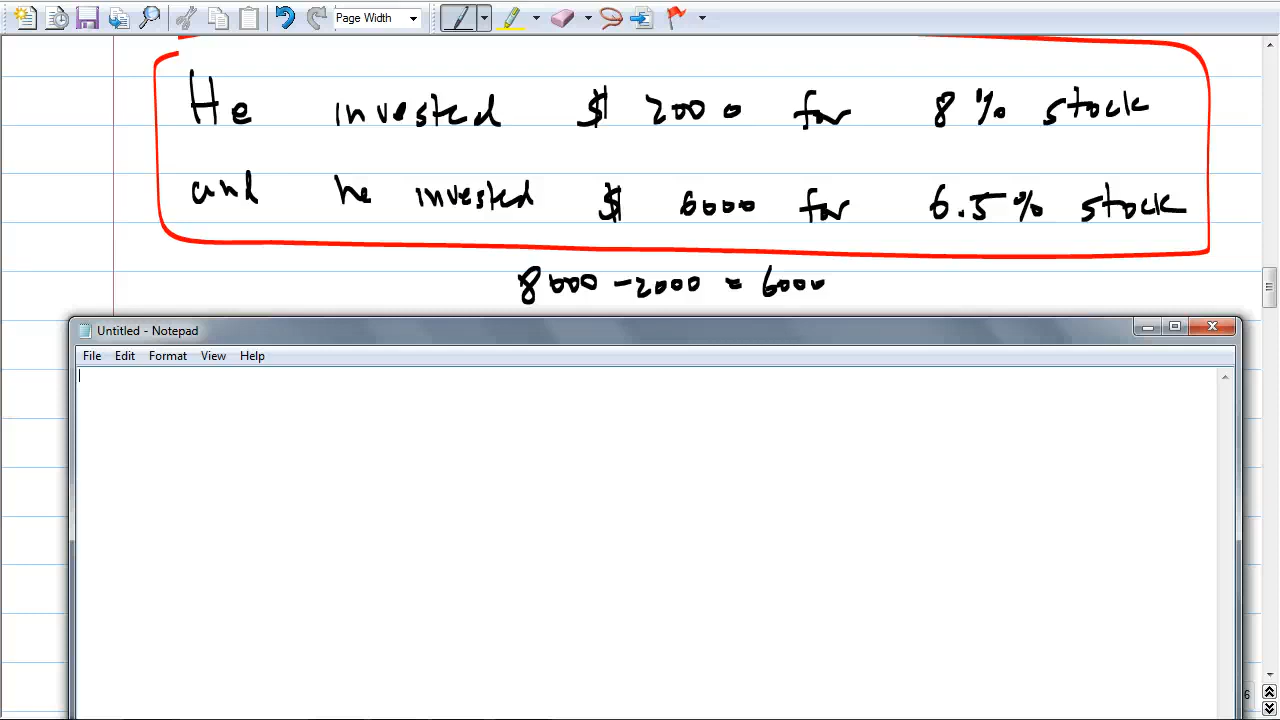 Page Width
He invested $ 2000 for 8% stock
and he invested $ 6000 for 6.5% stock
8000 - 2000 = 6000
Untitled - Notepad
File Edit Format View Help
6